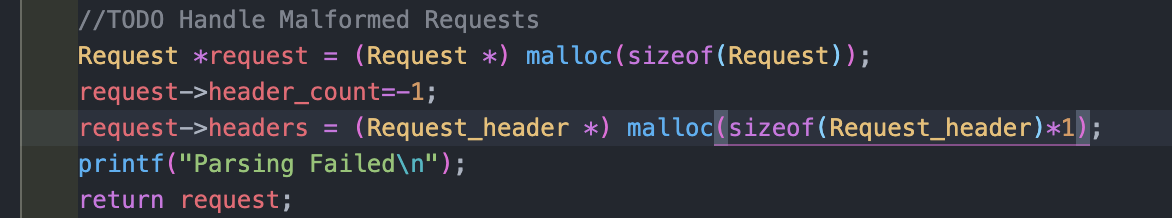 //TODO Handle Malformed Requests
Request *request = (Request *) malloc(sizeof(Request));
request->header_count=-1;
request->headers = (Request_header *) malloc(sizeof(Request_header)*1);
printf("Parsing Failed\n");
return request;